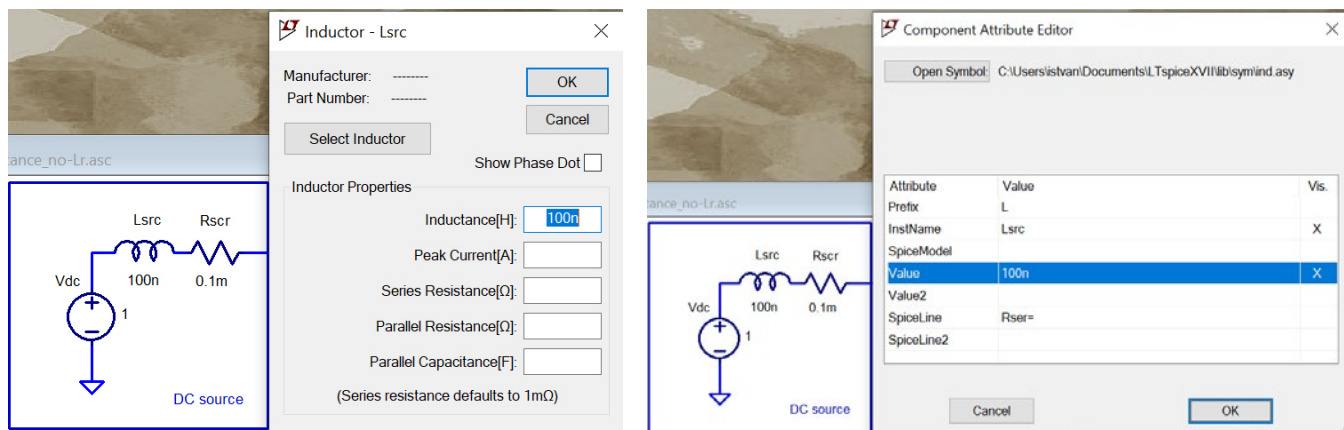 Inductor - Lsrc
Manufacturer: --------
Part Number: --------
OK
Cancel
Select Inductor
Show Phase Dot
Inductor Properties
Inductance[H]: 100n
Peak Current[A]:
Series Resistance[Ω]:
Parallel Resistance[Ω]:
Parallel Capacitance[F]:
(Series resistance defaults to 1mΩ)
tance_no-Lr.asc
Lsrc Rscr
100n 0.1m
Vdc
1
DC source
Component Attribute Editor
Open Symbol: C:\Users\istvan\Documents\LTspiceXVII\lib\sym\ind.asy
Attribute Value Vis.
Prefix L
InstName Lsrc X
SpiceModel
Value 100n X
Value2
SpiceLine Rser=
SpiceLine2
Cancel OK
tance_no-Lr.asc
Lsrc Rscr
100n 0.1m
Vdc
1
DC source